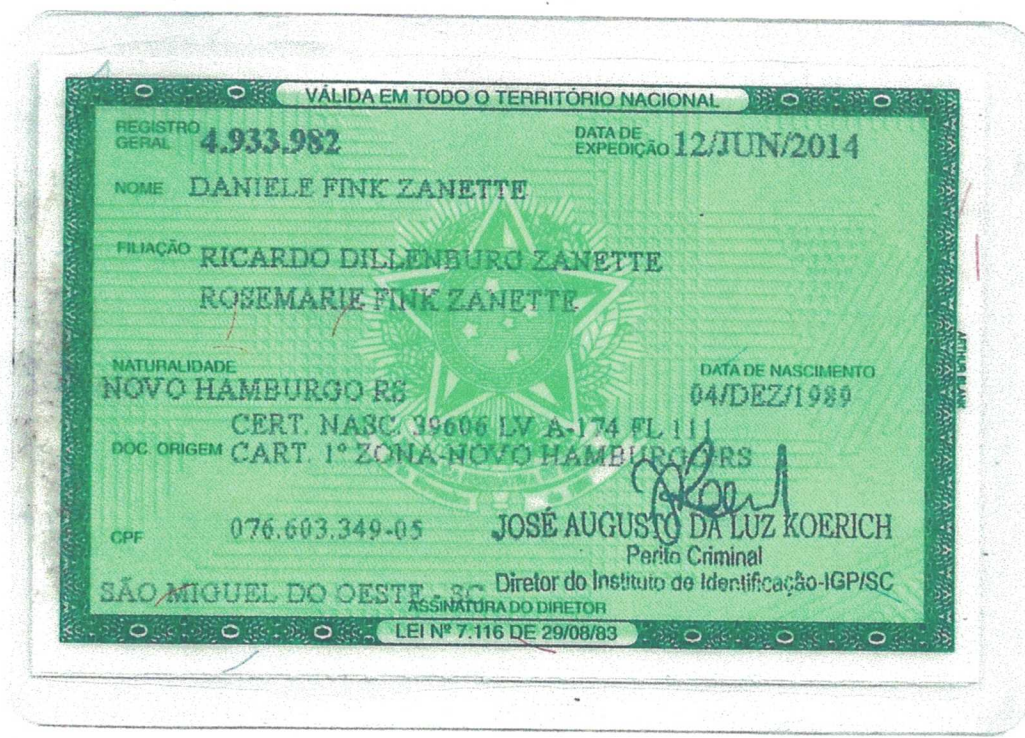 VÁLIDA EM TODO O TERRITÓRIO NACIONAL
REGISTRO GERAL 4.933.982 DATA DE EXPEDIÇÃO 12/JUN/2014
NOME DANIELE FINK ZANETTE
FILIAÇÃO RICARDO DILLENBURG ZANETTE
ROSEMARIE FINK ZANETTE
NATURALIDADE DATA DE NASCIMENTO
NOVO HAMBURGO RS 04/DEZ/1989
CERT. NASC. 39606 LV A-174 FL 111
DOC ORIGEM CART. 1º ZONA-NOVO HAMBURGO RS
CPF 076.603.349-05 JOSÉ AUGUSTO DA LUZ KOERICH
Perito Criminal
SÃO MIGUEL DO OESTE - SC Diretor do Instituto de Identificação-IGP/SC
ASSINATURA DO DIRETOR
LEI Nº 7.116 DE 29/08/83
ARTHUR BLANK